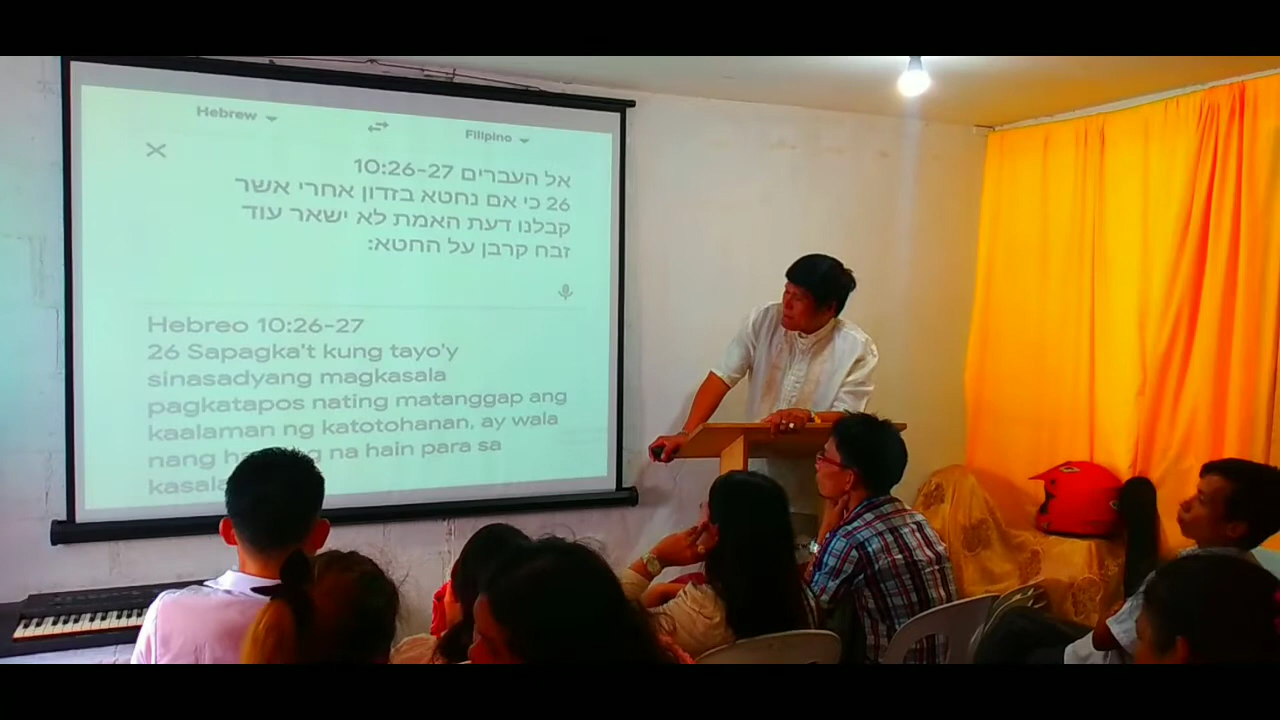 Hebrew Filipino
אל העברים 10:26-27
26 כי אם נחטא בזדון אחרי אשר
קבלנו דעת האמת לא ישאר עוד
זבח קרבן על החטא:
Hebreo 10:26-27
26 Sapagka't kung tayo'y
sinasadyang magkasala
pagkatapos nating matanggap ang
kaalaman ng katotohanan, ay wala
nang na hain para sa